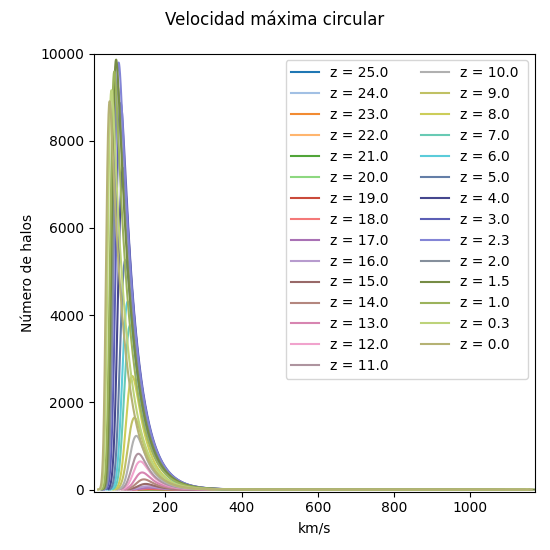 Velocidad máxima circular
10000
8000
6000
4000
2000
0
Número de halos
z = 25.0
z = 24.0
z = 23.0
z = 22.0
z = 21.0
z = 20.0
z = 19.0
z = 18.0
z = 17.0
z = 16.0
z = 15.0
z = 14.0
z = 13.0
z = 12.0
z = 11.0
z = 10.0
z = 9.0
z = 8.0
z = 7.0
z = 6.0
z = 5.0
z = 4.0
z = 3.0
z = 2.3
z = 2.0
z = 1.5
z = 1.0
z = 0.3
z = 0.0
200 400 600 800 1000
km/s